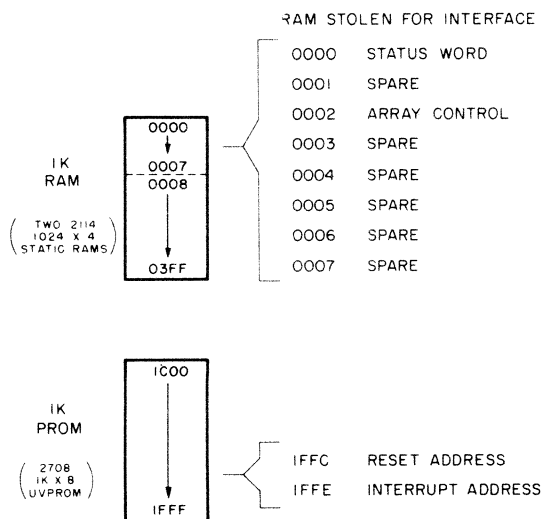 RAM STOLEN FOR INTERFACE
0000 STATUS WORD
0001 SPARE
0002 ARRAY CONTROL
0003 SPARE
0004 SPARE
0005 SPARE
0006 SPARE
0007 SPARE
1K
RAM
(TWO 2114
1024 X 4
STATIC RAMS)
0000
0007
0008
03FF
1K
PROM
(2708
1K X 8
UVPROM)
1C00
1FFF
1FFC RESET ADDRESS
1FFE INTERRUPT ADDRESS